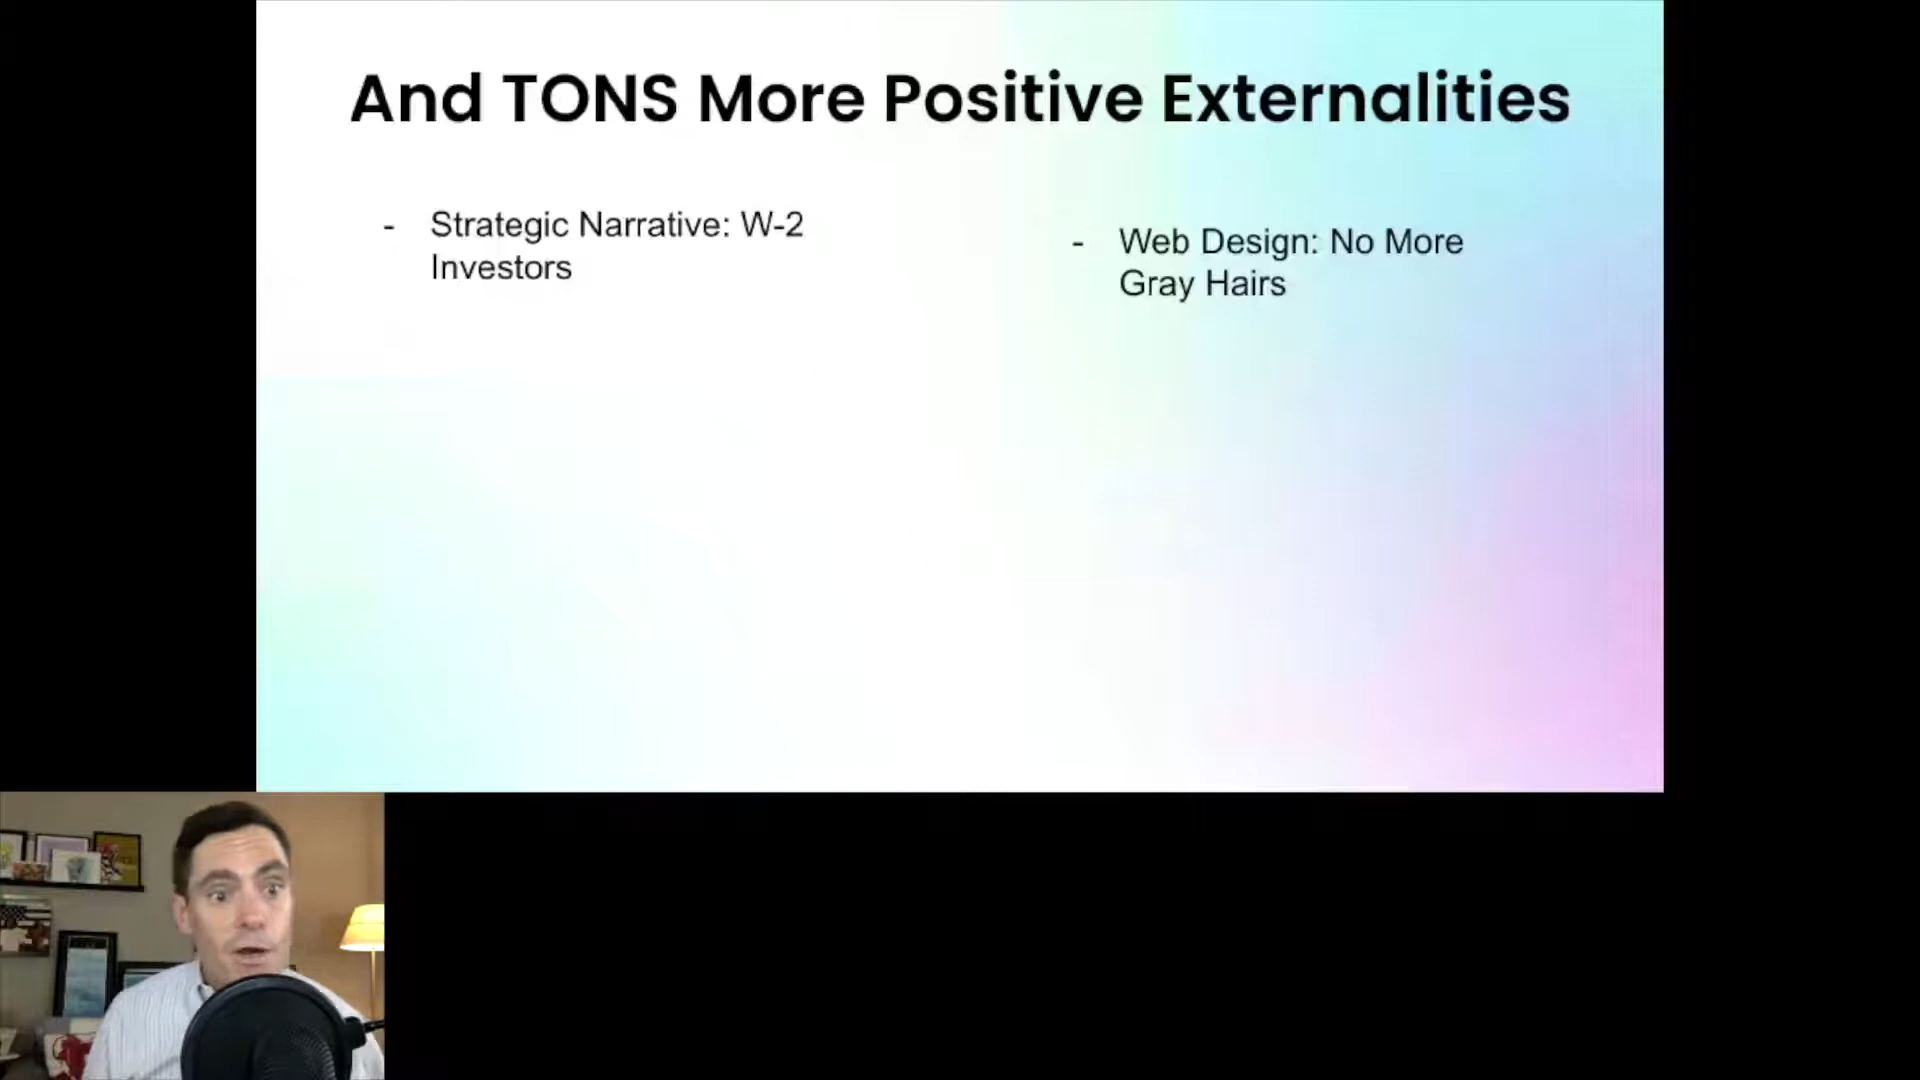 And TONS More Positive Externalities
- Strategic Narrative: W-2
Investors
- Web Design: No More
Gray Hairs